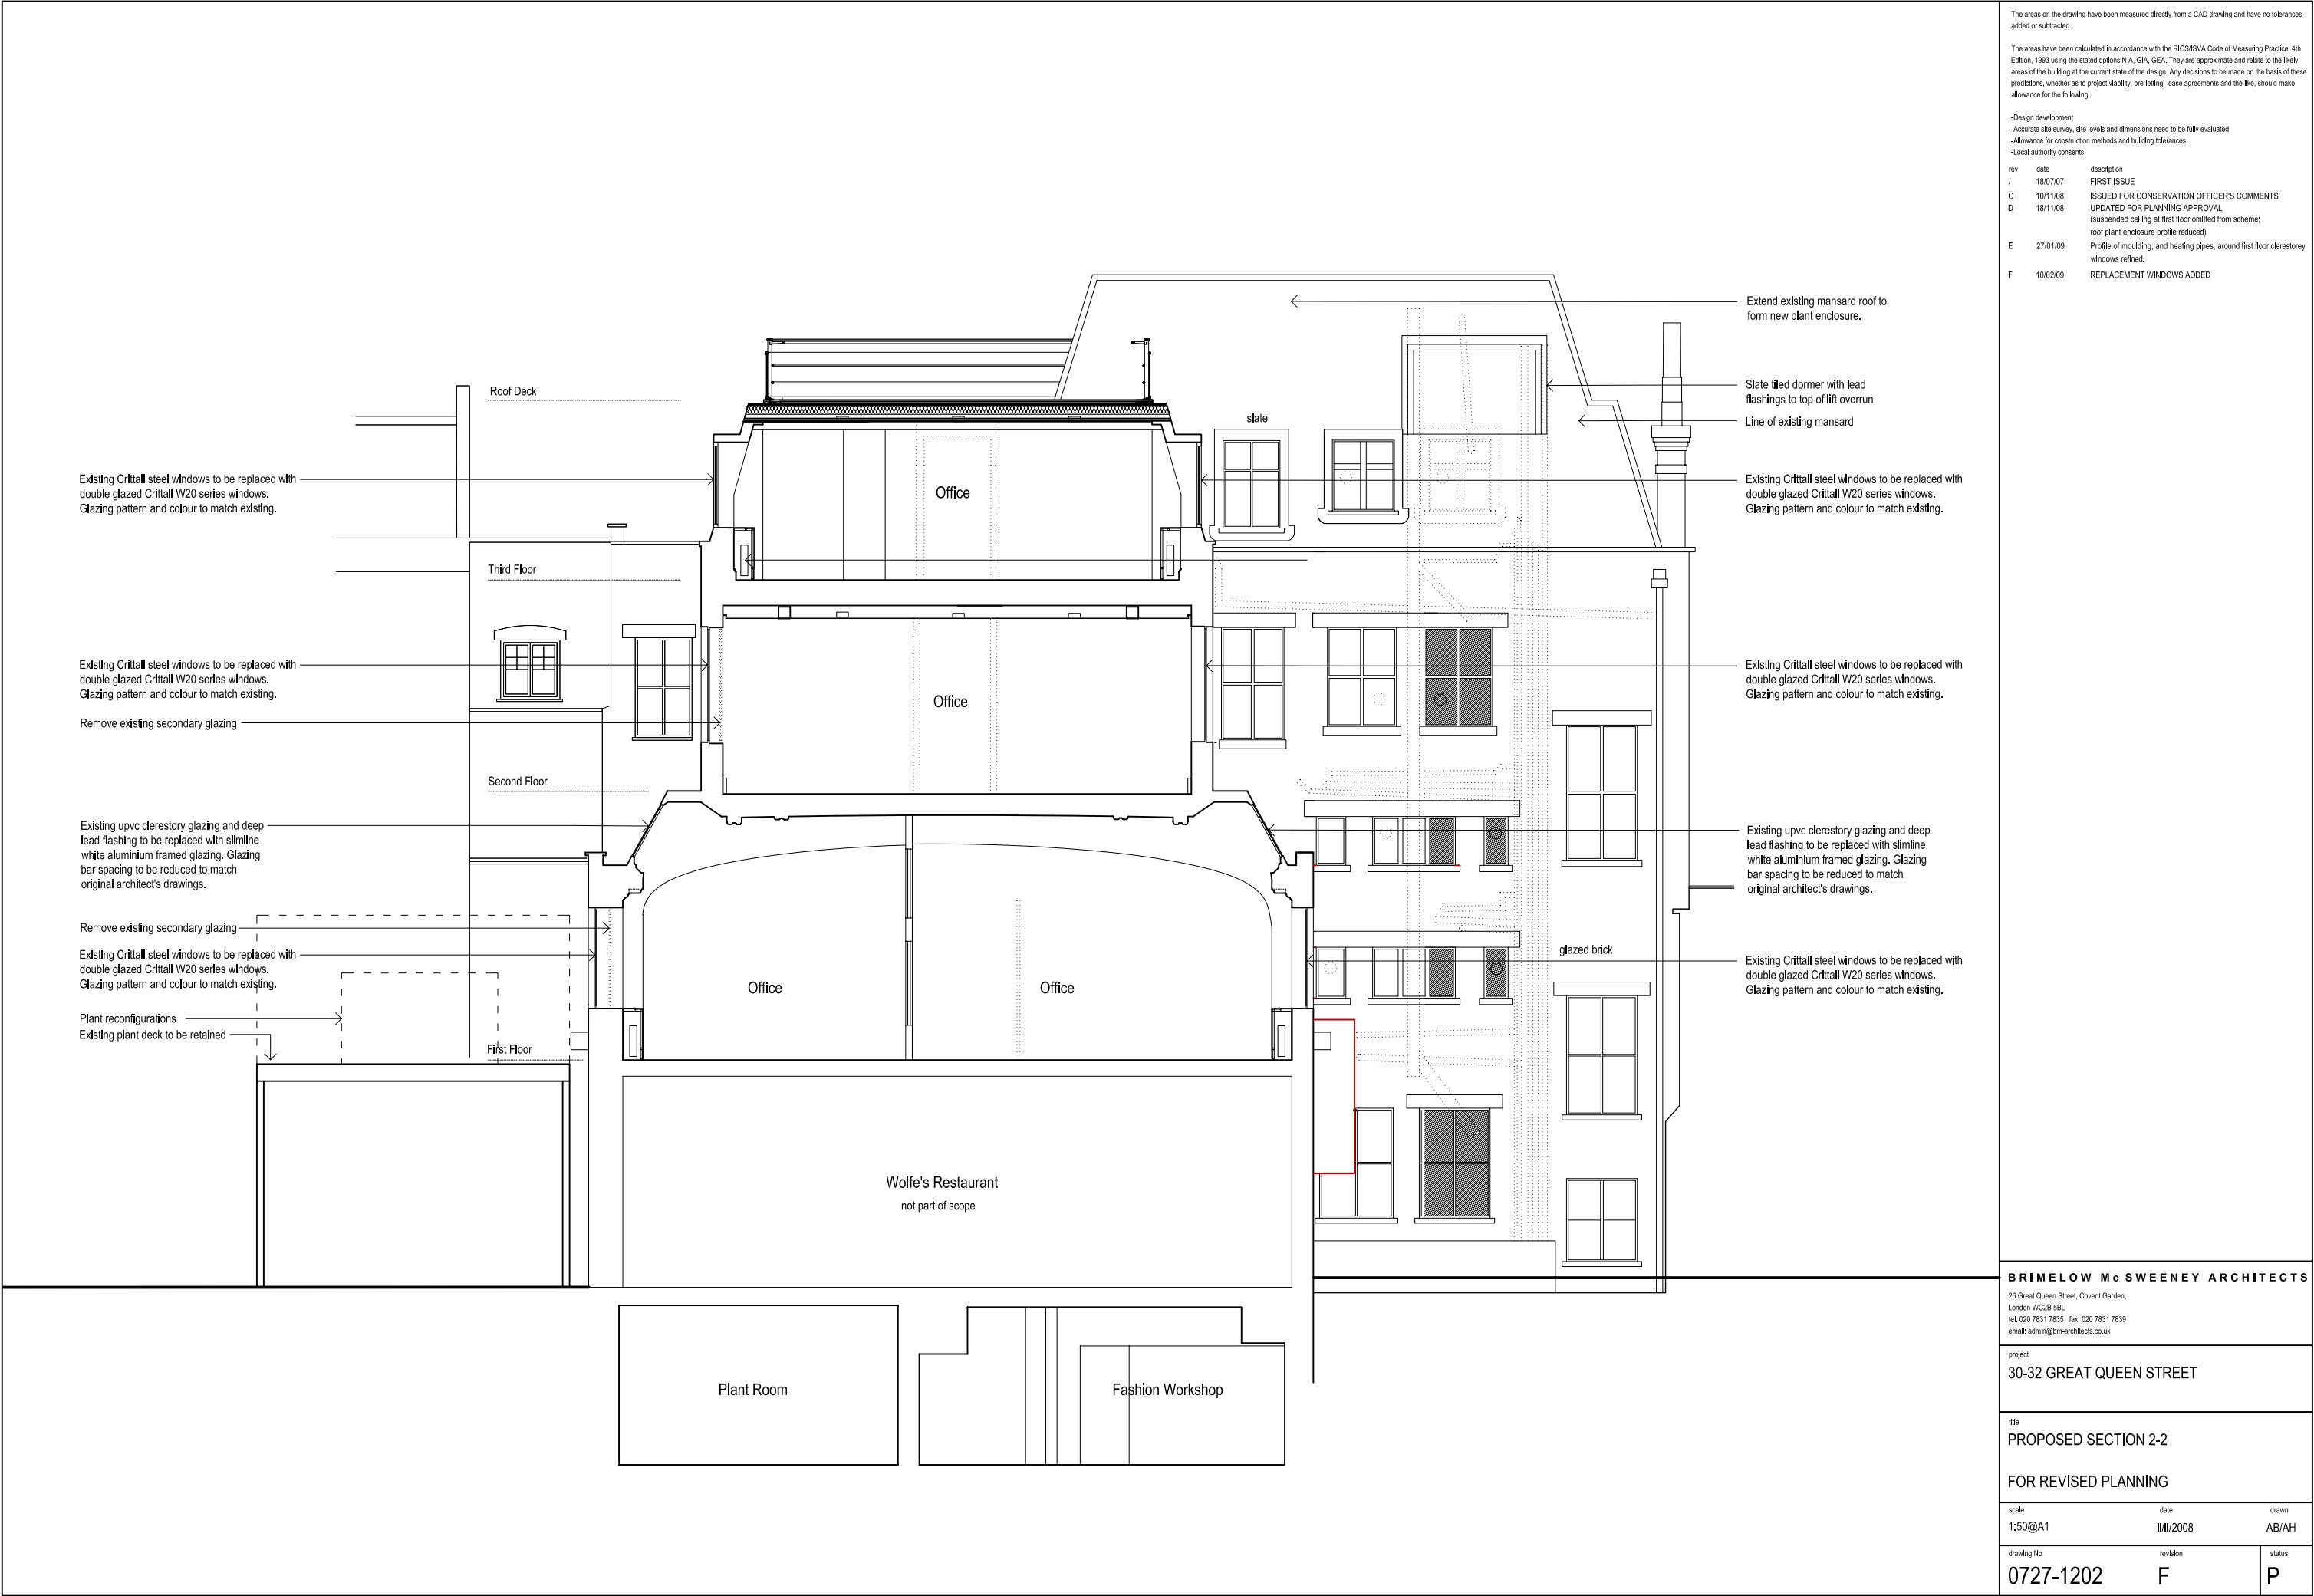 The areas on the drawing have been measured directly from a CAD drawing and have no tolerances
added or subtracted.
The areas have been calculated in accordance with the RICS/ISVA Code of Measuring Practice, 4th
Edition, 1993 using the stated options NIA, GIA, GEA. They are approximate and relate to the likely
areas of the building at the current state of the design. Any decisions to be made on the basis of these
predictions, whether as to project viability, pre-letting, lease agreements and the like, should make
allowance for the following:
-Design development
-Accurate site survey, site levels and dimensions need to be fully evaluated
-Allowance for construction methods and building tolerances.
-Local authority consents
rev date description
/ 18/07/07 FIRST ISSUE
C 10/11/08 ISSUED FOR CONSERVATION OFFICER'S COMMENTS
D 18/11/08 UPDATED FOR PLANNING APPROVAL
(suspended ceiling at first floor omitted from scheme;
roof plant enclosure profile reduced)
E 27/01/09 Profile of moulding, and heating pipes, around first floor clerestorey
windows refined.
F 10/02/09 REPLACEMENT WINDOWS ADDED
Extend existing mansard roof to
form new plant enclosure.
Slate tiled dormer with lead
flashings to top of lift overrun
Line of existing mansard
Roof Deck
slate
Existing Crittall steel windows to be replaced with
double glazed Crittall W20 series windows.
Glazing pattern and colour to match existing.
Office
Existing Crittall steel windows to be replaced with
double glazed Crittall W20 series windows.
Glazing pattern and colour to match existing.
Third Floor
Existing Crittall steel windows to be replaced with
double glazed Crittall W20 series windows.
Glazing pattern and colour to match existing.
Remove existing secondary glazing
Office
Existing Crittall steel windows to be replaced with
double glazed Crittall W20 series windows.
Glazing pattern and colour to match existing.
Second Floor
Existing upvc clerestory glazing and deep
lead flashing to be replaced with slimline
white aluminium framed glazing. Glazing
bar spacing to be reduced to match
original architect's drawings.
Existing upvc clerestory glazing and deep
lead flashing to be replaced with slimline
white aluminium framed glazing. Glazing
bar spacing to be reduced to match
original architect's drawings.
Remove existing secondary glazing
Existing Crittall steel windows to be replaced with
double glazed Crittall W20 series windows.
Glazing pattern and colour to match existing.
Plant reconfigurations
Existing plant deck to be retained
First Floor
Office
Office
glazed brick
Existing Crittall steel windows to be replaced with
double glazed Crittall W20 series windows.
Glazing pattern and colour to match existing.
Wolfe's Restaurant
not part of scope
Plant Room
Fashion Workshop
BRIMELOW Mc SWEENEY ARCHITECTS
26 Great Queen Street, Covent Garden,
London WC2B 5BL
tel: 020 7831 7835 fax: 020 7831 7839
email: admin@bm-architects.co.uk
project
30-32 GREAT QUEEN STREET
title
PROPOSED SECTION 2-2
FOR REVISED PLANNING
scale date drawn
1:50@A1 /2008 AB/AH
drawing No revision status
0727-1202 F P